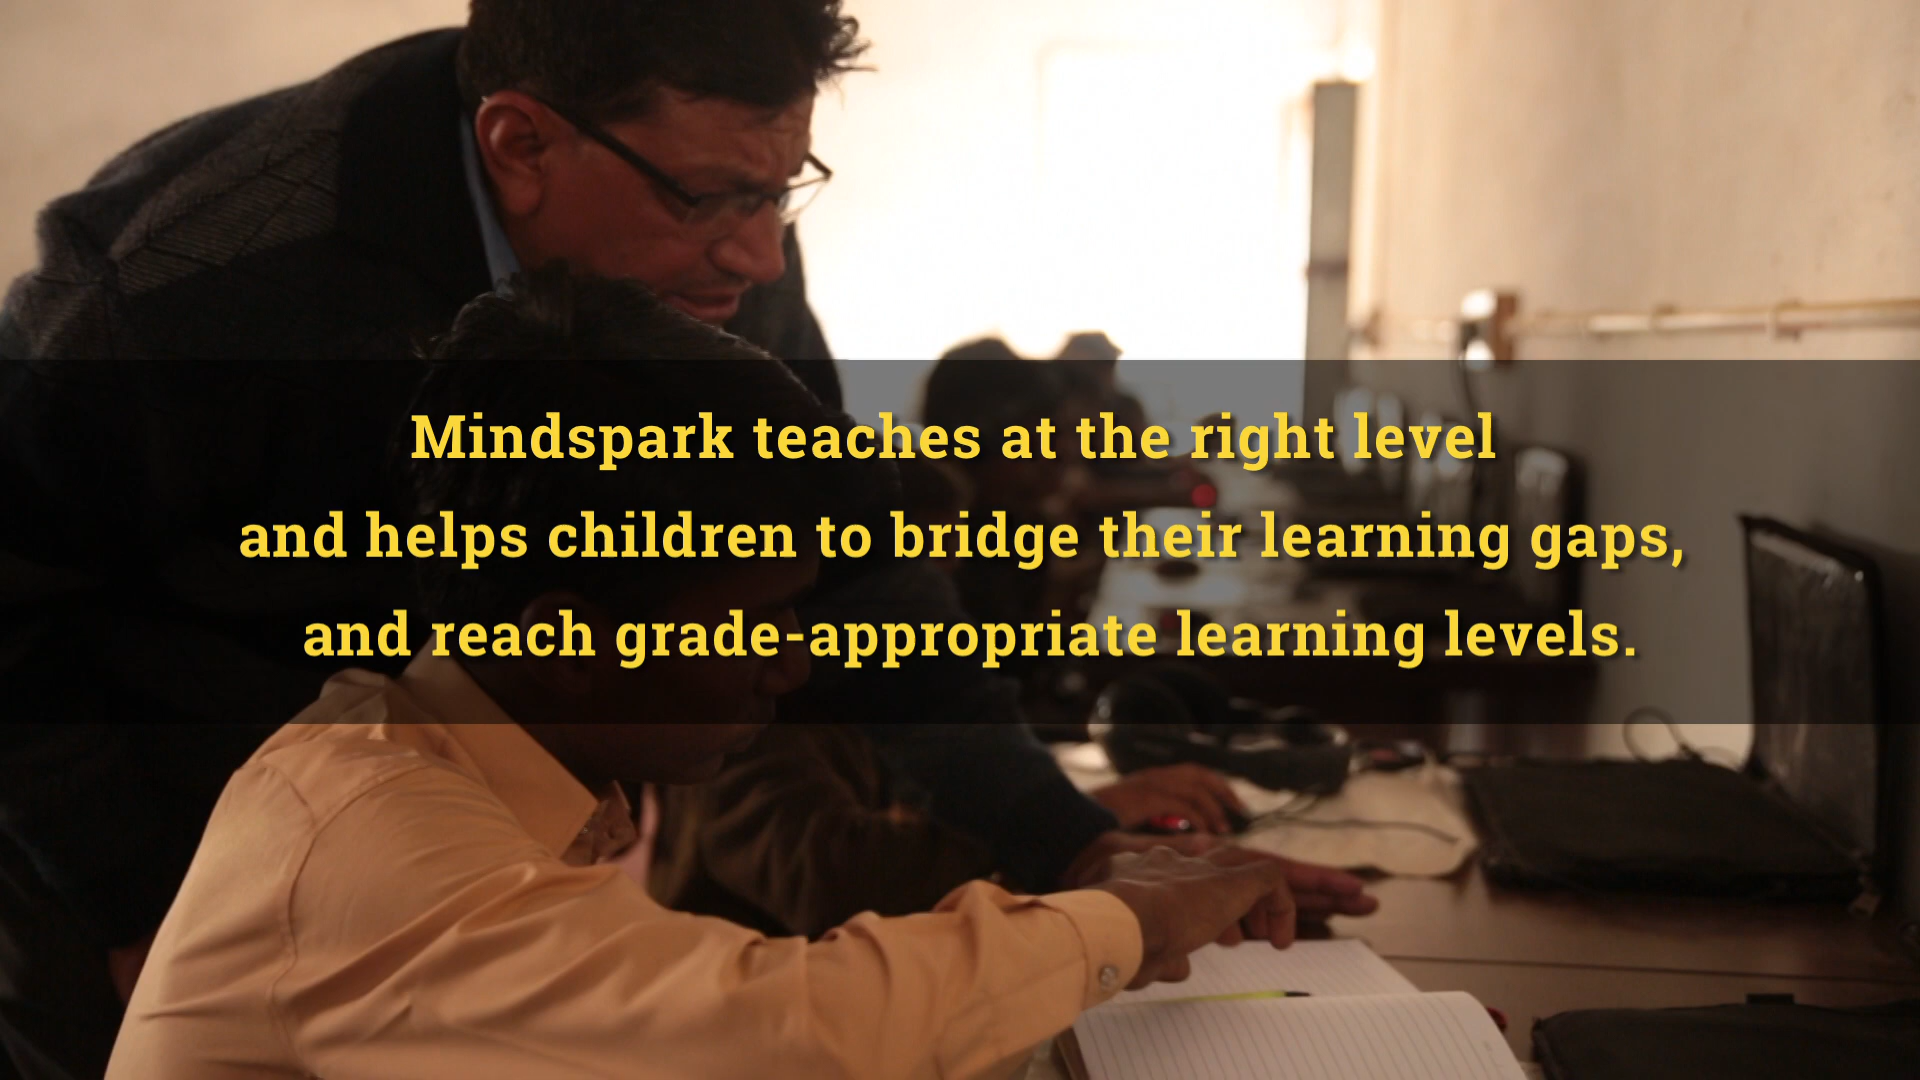 Mindspark teaches at the right level
and helps children to bridge their learning gaps,
and reach grade-appropriate learning levels.